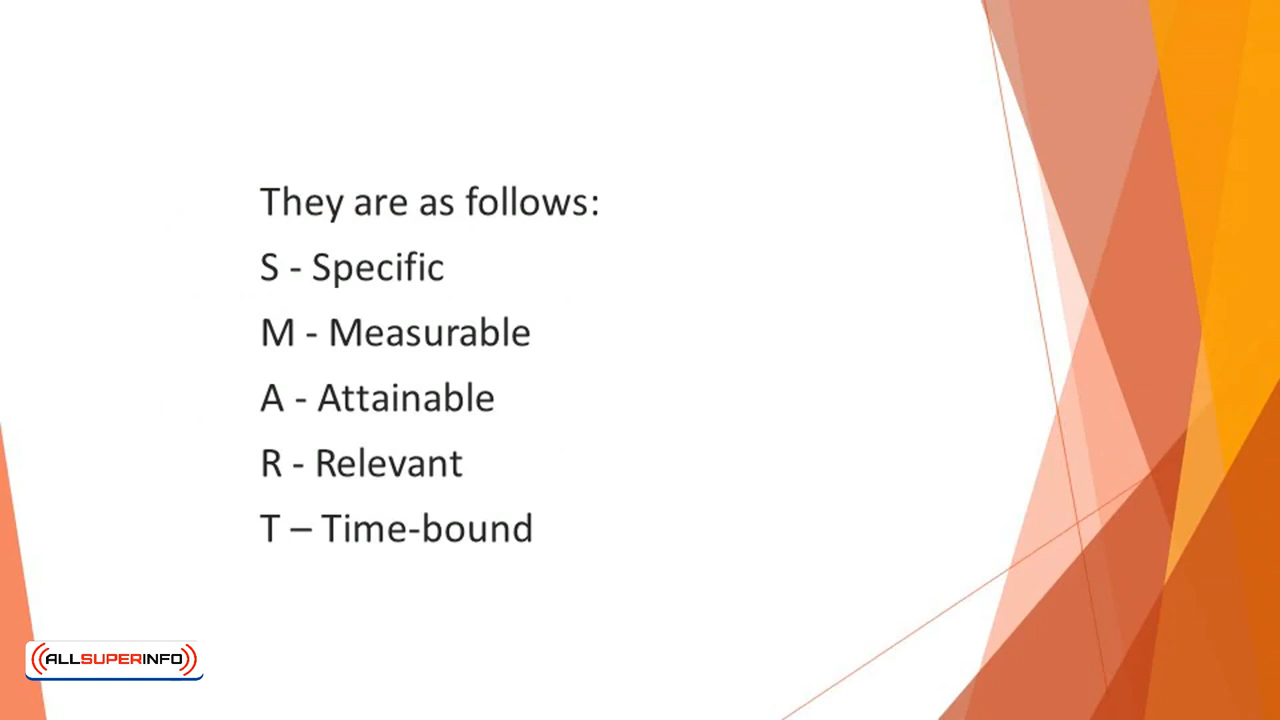 They are as follows:
S - Specific
M - Measurable
A - Attainable
R - Relevant
T – Time-bound
ALLSUPERINFO